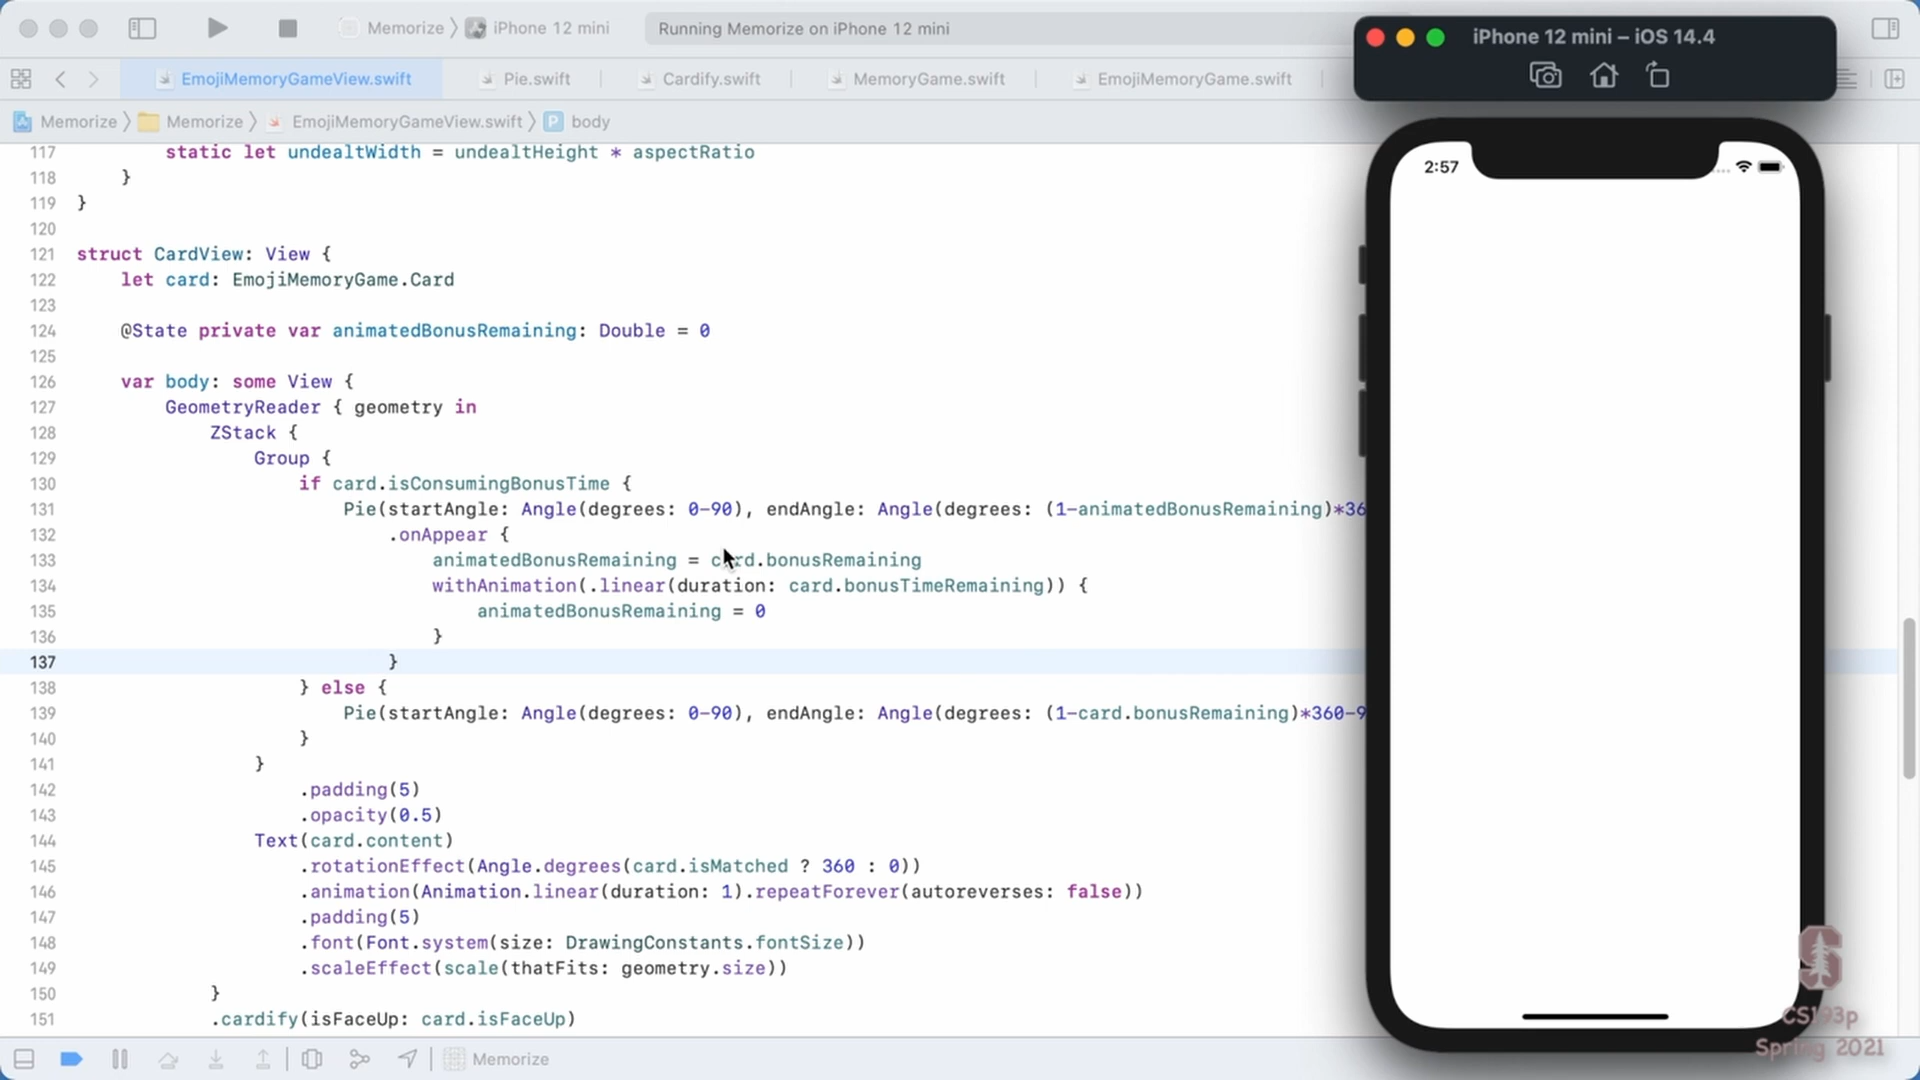 Memorize 〉 iPhone 12 mini
Running Memorize on iPhone 12 mini
iPhone 12 mini – iOS 14.4
EmojiMemoryGameView.swift
Pie.swift
Cardify.swift
MemoryGame.swift
EmojiMemoryGame.swift
Memorize 〉 Memorize 〉 EmojiMemoryGameView.swift 〉 P body
2:57
117 static let undealtWidth = undealtHeight * aspectRatio
118 }
119 }
120
121 struct CardView: View {
122 let card: EmojiMemoryGame.Card
123
124 @State private var animatedBonusRemaining: Double = 0
125
126 var body: some View {
127 GeometryReader { geometry in
128 ZStack {
129 Group {
130 if card.isConsumingBonusTime {
131 Pie(startAngle: Angle(degrees: 0-90), endAngle: Angle(degrees: (1-animatedBonusRemaining)*36
132 .onAppear {
133 animatedBonusRemaining = card.bonusRemaining
134 withAnimation(.linear(duration: card.bonusTimeRemaining)) {
135 animatedBonusRemaining = 0
136 }
137 }
138 } else {
139 Pie(startAngle: Angle(degrees: 0-90), endAngle: Angle(degrees: (1-card.bonusRemaining)*360-9
140 }
141 }
142 .padding(5)
143 .opacity(0.5)
144 Text(card.content)
145 .rotationEffect(Angle.degrees(card.isMatched ? 360 : 0))
146 .animation(Animation.linear(duration: 1).repeatForever(autoreverses: false))
147 .padding(5)
148 .font(Font.system(size: DrawingConstants.fontSize))
149 .scaleEffect(scale(thatFits: geometry.size))
150 }
151 .cardify(isFaceUp: card.isFaceUp)
Memorize
S
CS193p
Spring 2021